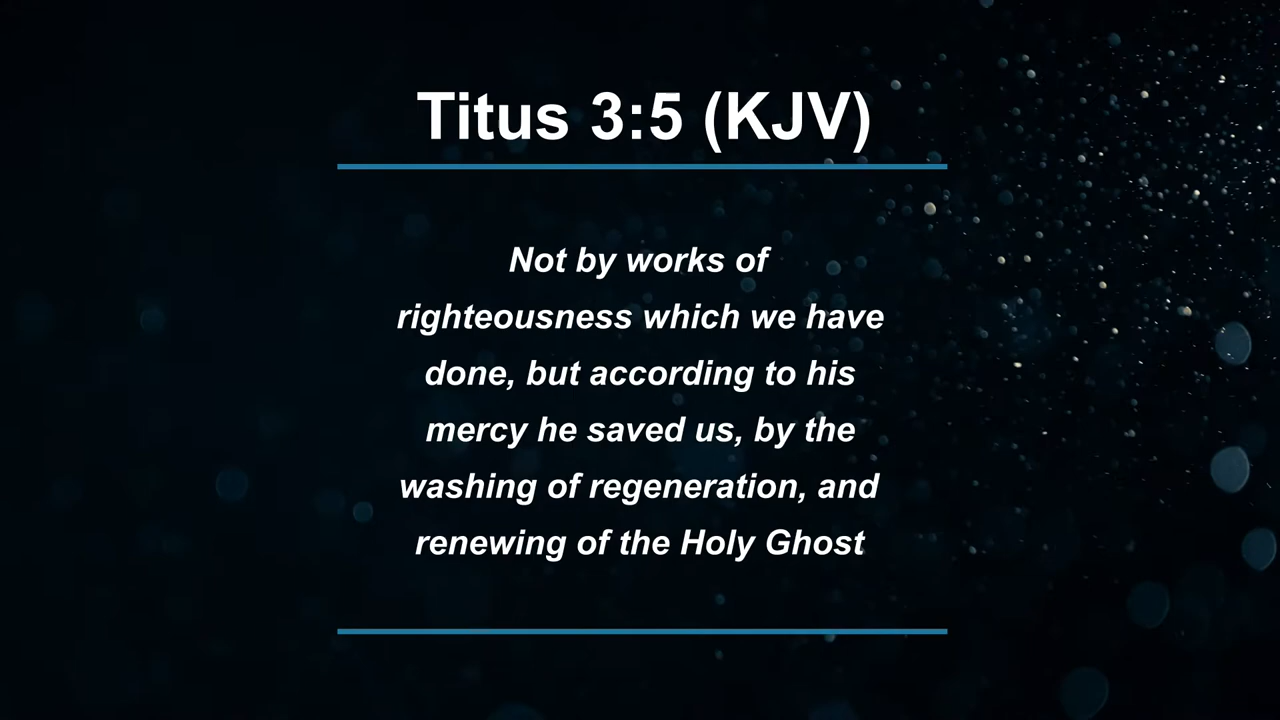 Titus 3:5 (KJV)
Not by works of
righteousness which we have
done, but according to his
mercy he saved us, by the
washing of regeneration, and
renewing of the Holy Ghost